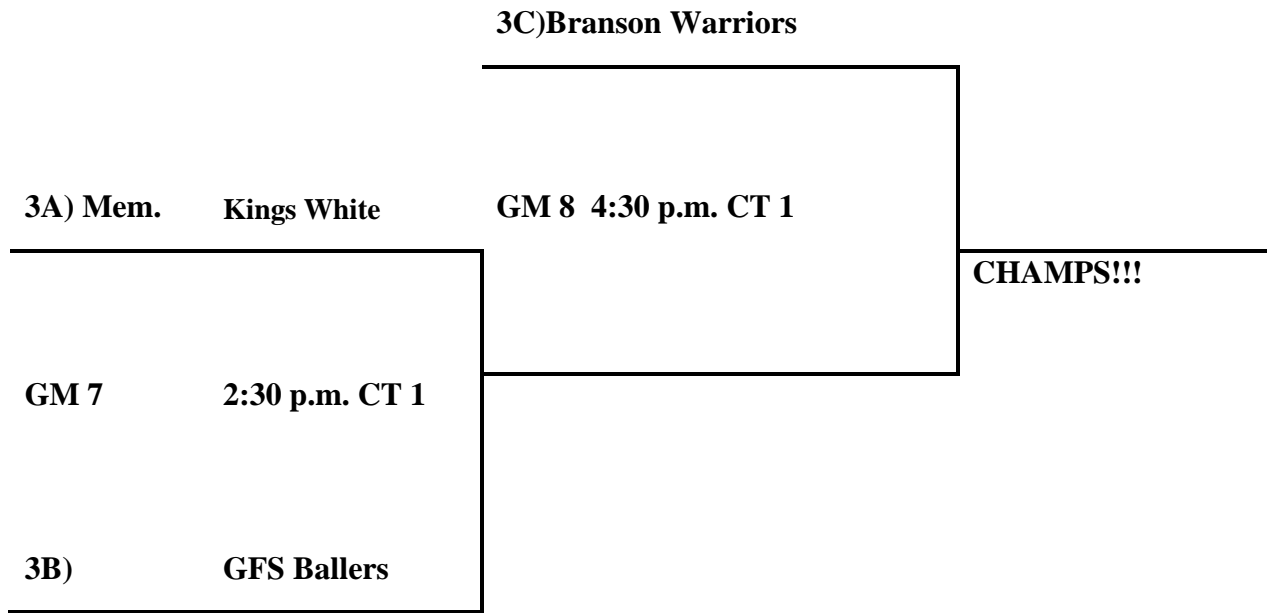 3C)Branson Warriors
3A) Mem. Kings White
GM 8 4:30 p.m. CT 1
CHAMPS!!!
GM 7 2:30 p.m. CT 1
3B) GFS Ballers